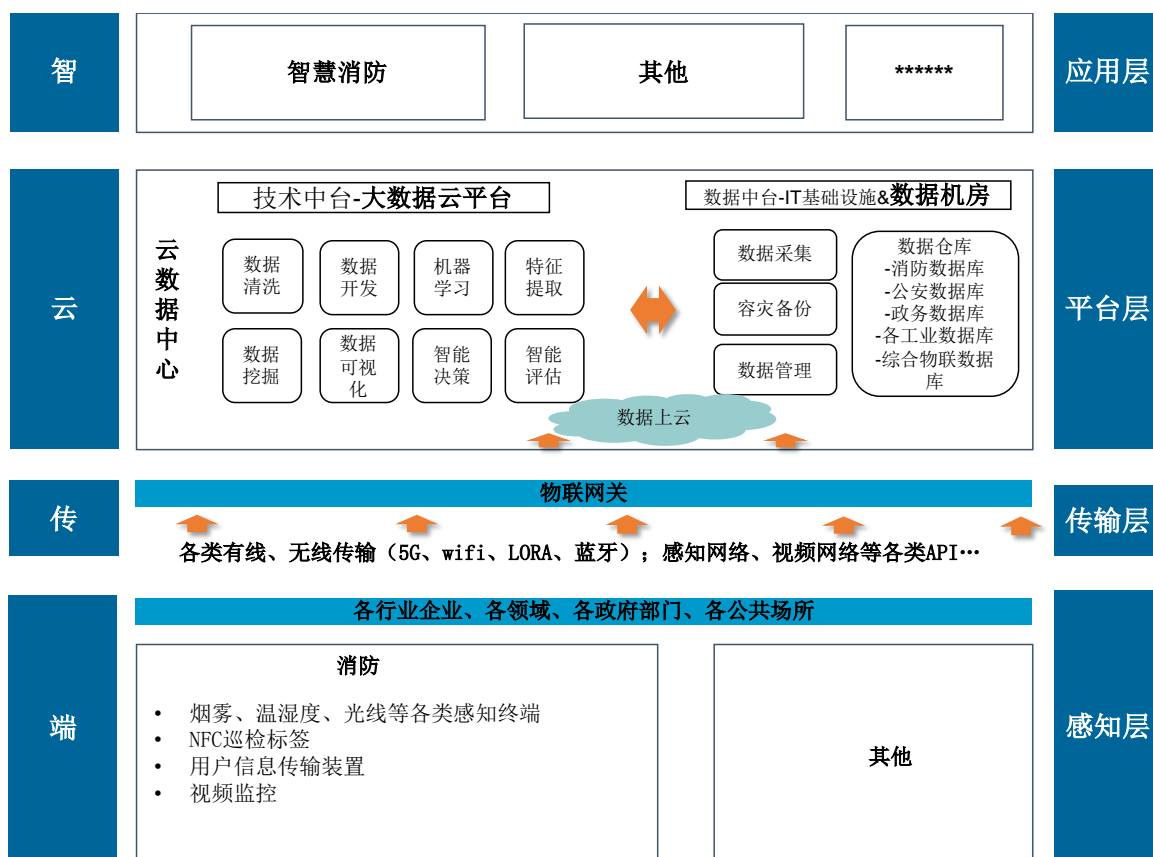 智
智慧消防
其他
******
应用层
云
云
数
据
中
心
技术中台-大数据云平台
数据
清洗
数据
开发
机器
学习
特征
提取
数据
挖掘
数据
可视
化
智能
决策
智能
评估
数据中台-IT基础设施&数据机房
数据采集
容灾备份
数据管理
数据仓库
-消防数据库
-公安数据库
-政务数据库
-各工业数据库
-综合物联数据
库
数据上云
平台层
传
物联网关
各类有线、无线传输（5G、wifi、LORA、蓝牙）；感知网络、视频网络等各类API…
传输层
端
各行业企业、各领域、各政府部门、各公共场所
消防
• 烟雾、温湿度、光线等各类感知终端
• NFC巡检标签
• 用户信息传输装置
• 视频监控
其他
感知层